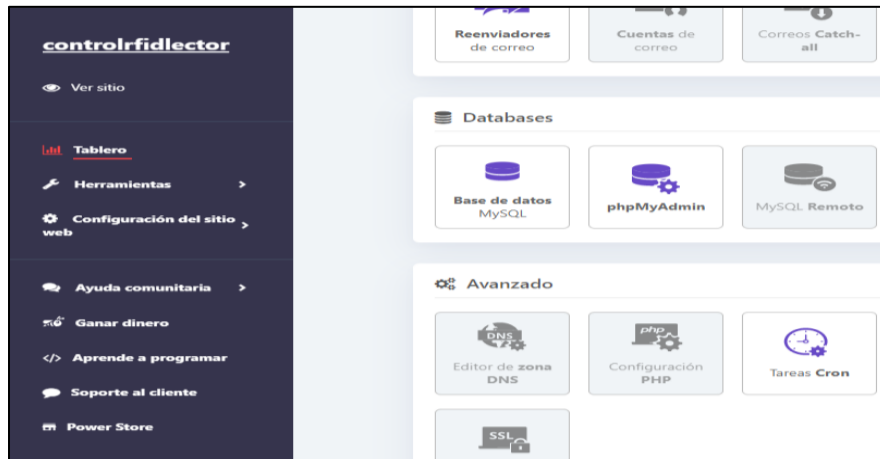 controlrfidlector
Ver sitio
Tablero
Herramientas
Configuración del sitio
web
Ayuda comunitaria
Ganar dinero
</> Aprende a programar
Soporte al cliente
Power Store
Reenviadores
de correo
Cuentas de
correo
Correos Catch-
all
Databases
Base de datos
MySQL
phpMyAdmin
MySQL Remoto
Avanzado
DNS
Editor de zona
DNS
php
Configuración
PHP
Tareas Cron
SSL